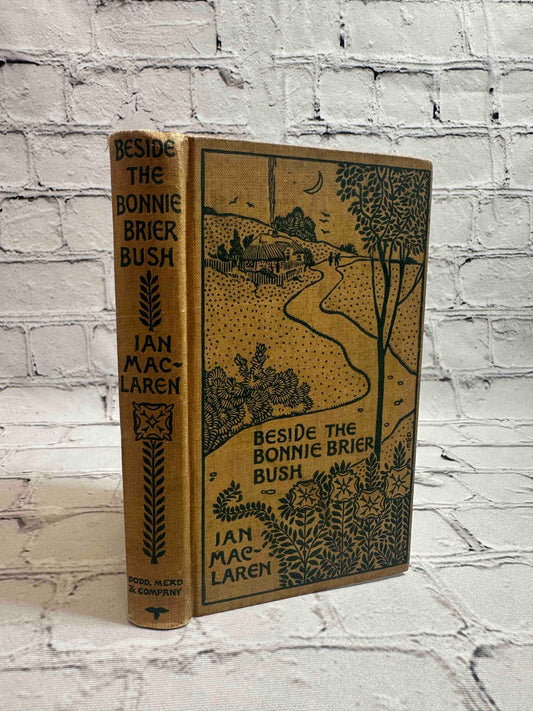 BESIDE
THE
BONNIE
BRIER
BUSH
IAN
MAC-
LAREN
DODD, MEAD
& COMPANY
BESIDE THE
BONNIE BRIER
BUSH
IAN
MAC-
LAREN